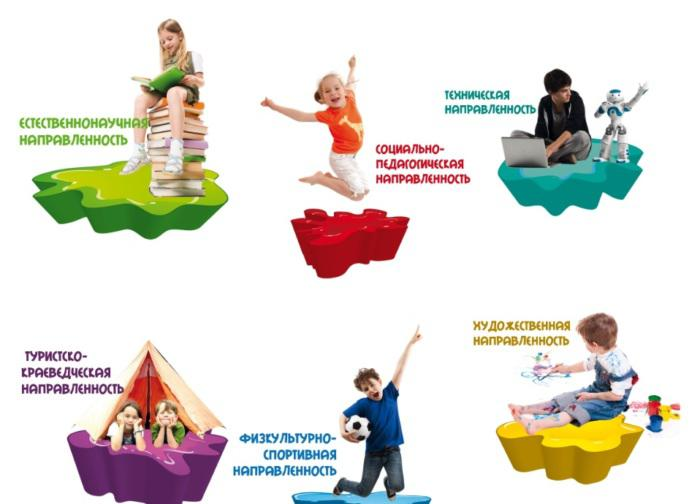 ЕСТЕСТВЕННОНАУЧНАЯ
НАПРАВЛЕННОСТЬ
СОЦИАЛЬНО-
ПЕДАГОГИЧЕСКАЯ
НАПРАВЛЕННОСТЬ
ТЕХНИЧЕСКАЯ
НАПРАВЛЕННОСТЬ
ТУРИСТСКО-
КРАЕВЕДЧЕСКАЯ
НАПРАВЛЕННОСТЬ
ФИЗКУЛЬТУРНО-
СПОРТИВНАЯ
НАПРАВЛЕННОСТЬ
ХУДОЖЕСТВЕННАЯ
НАПРАВЛЕННОСТЬ